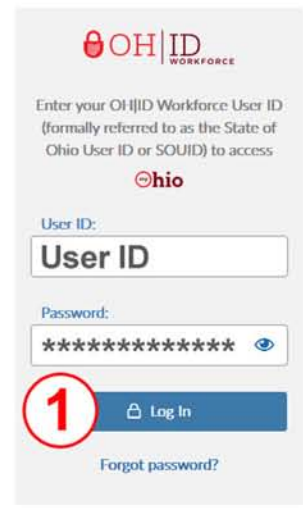 OH|ID
WORKFORCE
Enter your OH|ID Workforce User ID
(formally referred to as the State of
Ohio User ID or SOUID) to access
my Ohio
User ID:
User ID
Password:
*************
1
Log In
Forgot password?